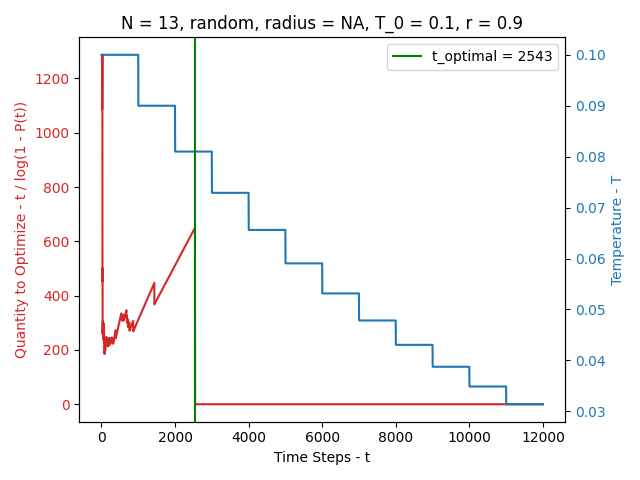 N = 13, random, radius = NA, T_0 = 0.1, r = 0.9
t_optimal = 2543
Quantity to Optimize - t / log(1 - P(t))
1200
1000
800
600
400
200
0
0.10
0.09
0.08
0.07
0.06
0.05
0.04
0.03
Temperature - T
0 2000 4000 6000 8000 10000 12000
Time Steps - t